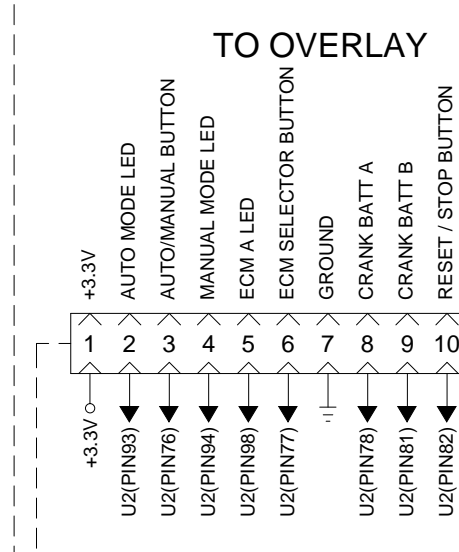 TO OVERLAY
+3.3V
AUTO MODE LED
AUTO/MANUAL BUTTON
MANUAL MODE LED
ECM A LED
ECM SELECTOR BUTTON
GROUND
CRANK BATT A
CRANK BATT B
RESET / STOP BUTTON
1 2 3 4 5 6 7 8 9 10
+3.3V
U2(PIN93)
U2(PIN76)
U2(PIN94)
U2(PIN98)
U2(PIN77)
U2(PIN78)
U2(PIN81)
U2(PIN82)